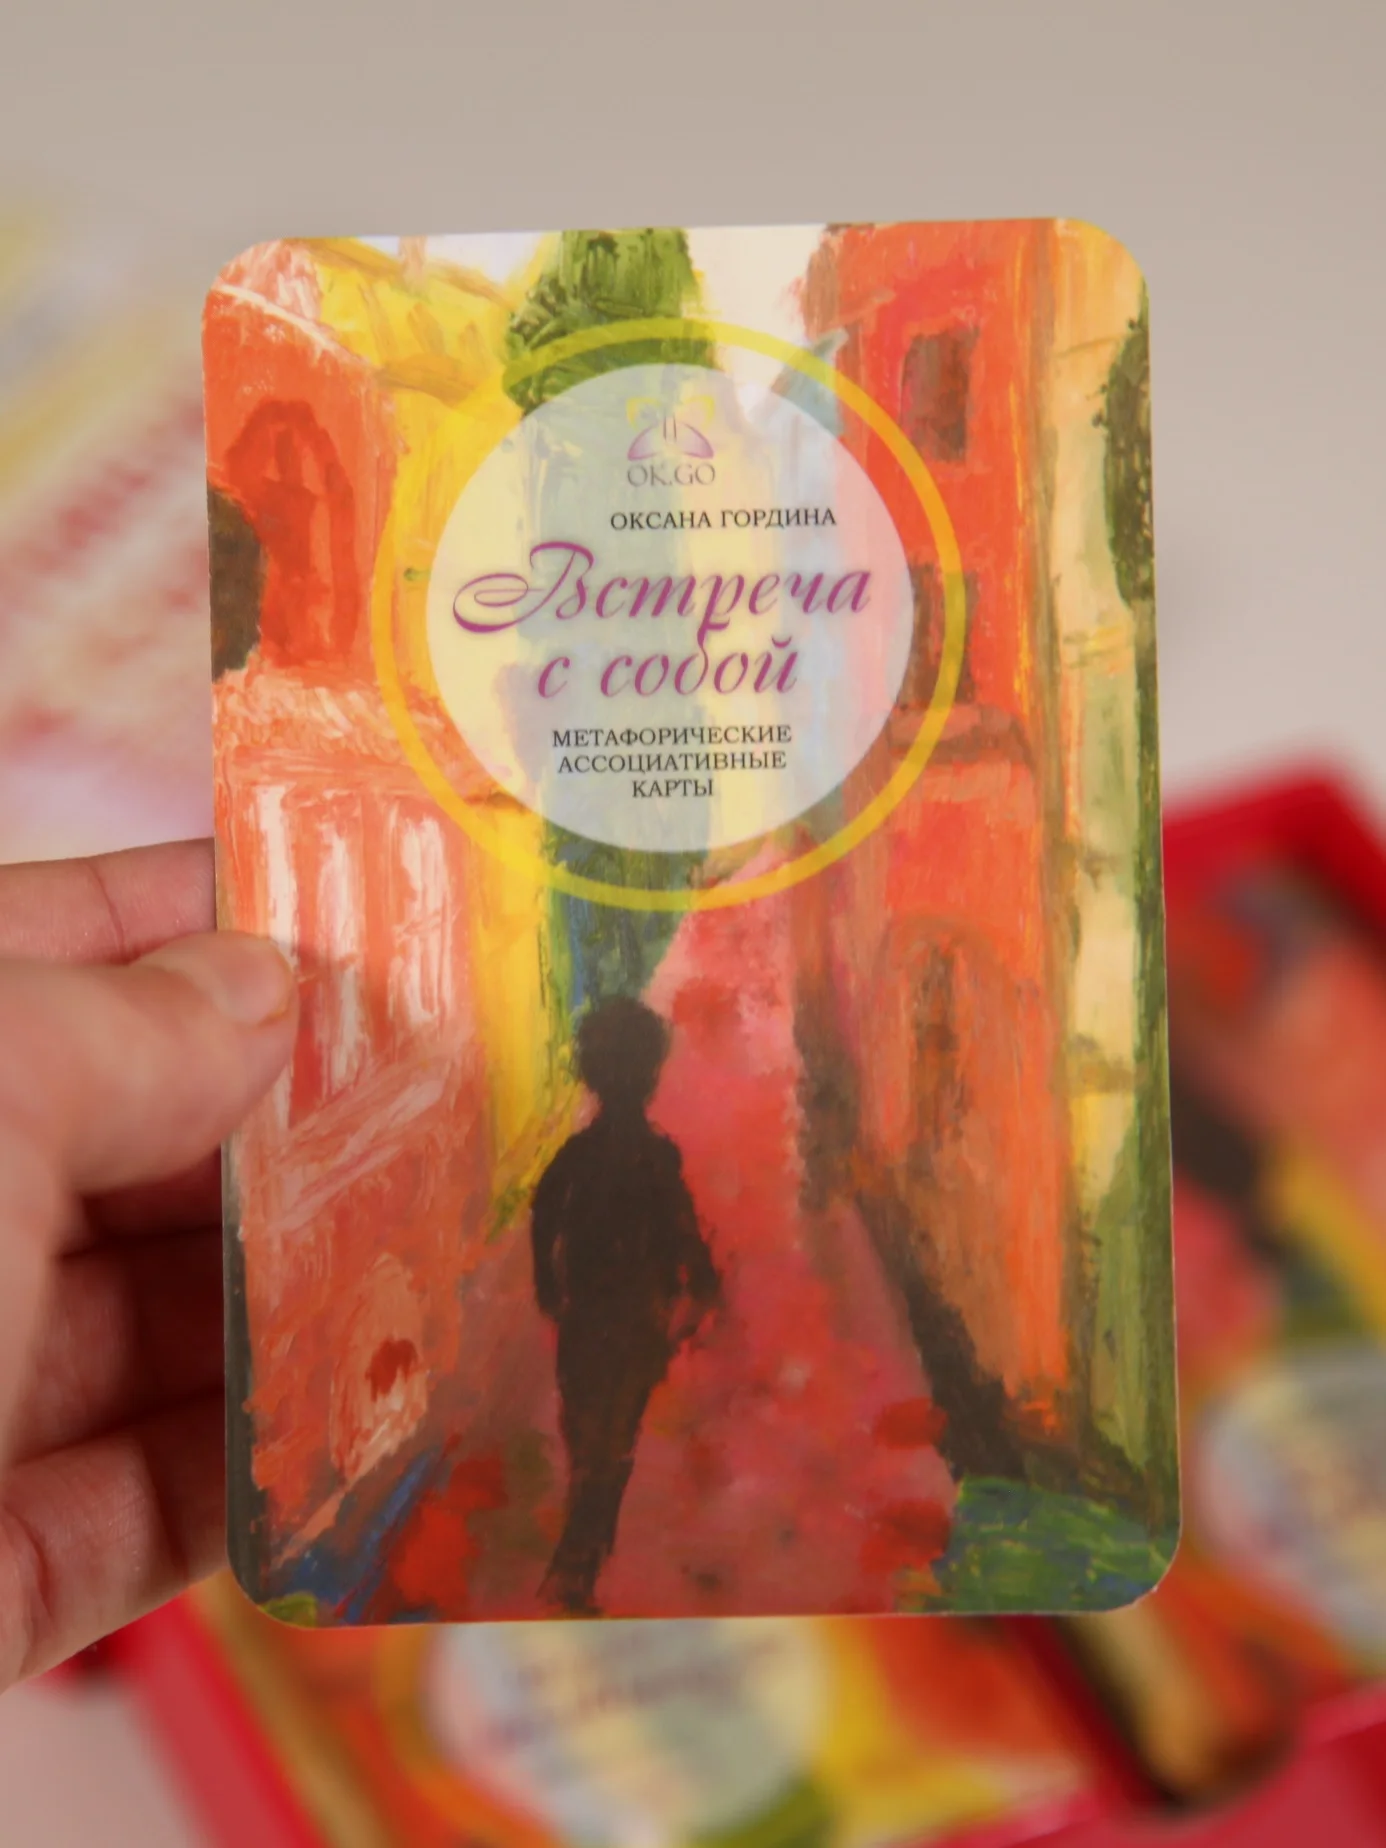 OK.GO
ОКСАНА ГОРДИНА
Встреча
с собой
МЕТАФОРИЧЕСКИЕ
АССОЦИАТИВНЫЕ
КАРТЫ